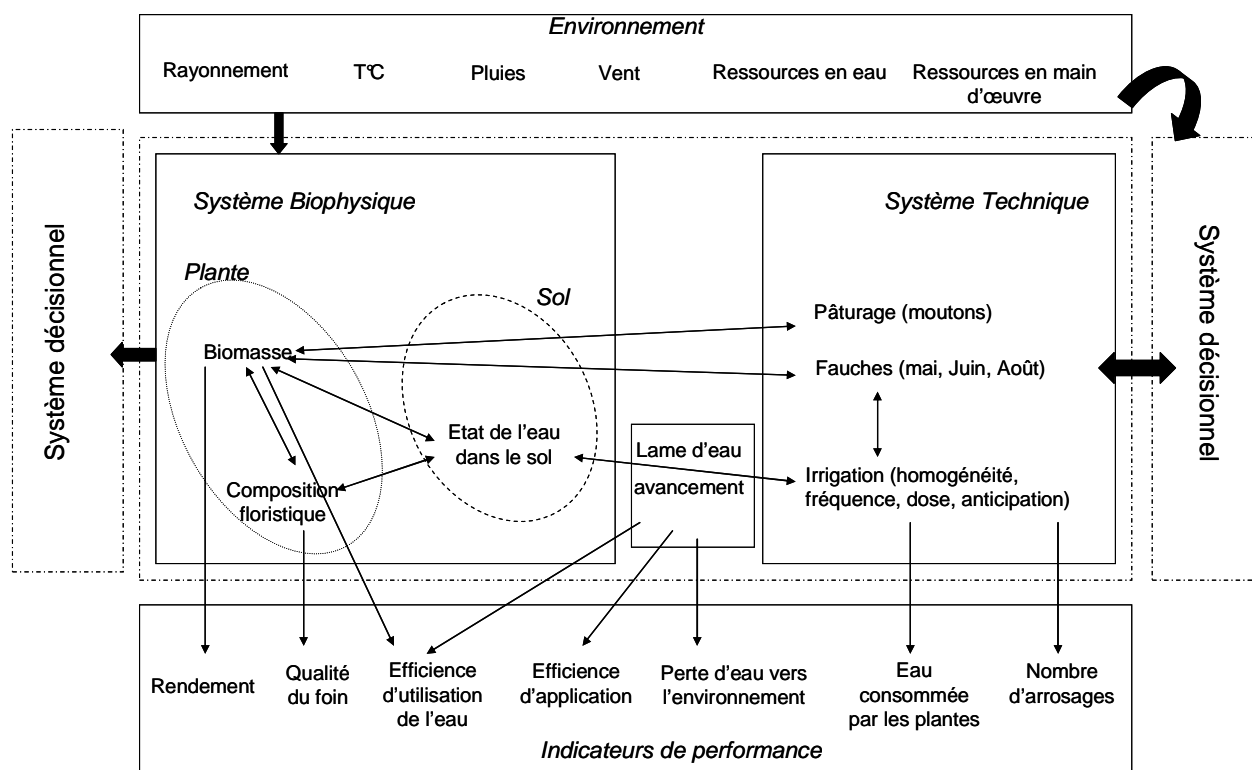 Environnement
Rayonnement
T°C
Pluies
Vent
Ressources en eau
Ressources en main
d'œuvre
Système décisionnel
Système Biophysique
Système Technique
Système décisionnel
Plante
Sol
Pâturage (moutons)
Biomasse
Fauches (mai, Juin, Août)
Etat de l'eau
dans le sol
Lame d'eau
avancement
Irrigation (homogénéité,
fréquence, dose, anticipation)
Composition
floristique
Rendement
Qualité
du foin
Efficience
d'utilisation
de l'eau
Efficience
d'application
Perte d'eau vers
l'environnement
Eau
consommée
par les plantes
Nombre
d'arrosages
Indicateurs de performance